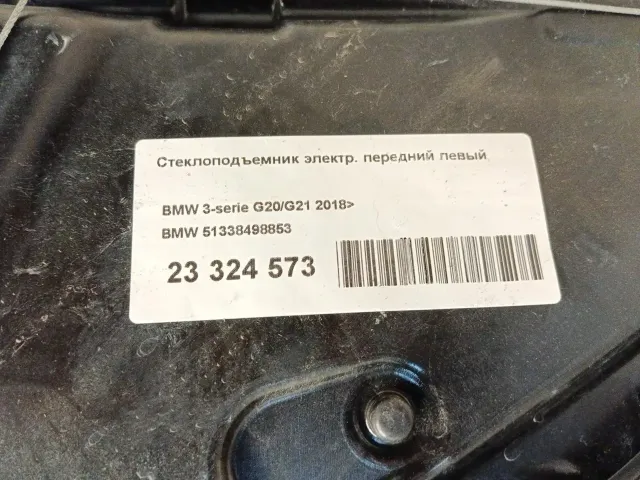 Стеклоподъемник электр. передний левый
BMW 3-serie G20/G21 2018>
BMW 51338498853
23 324 573